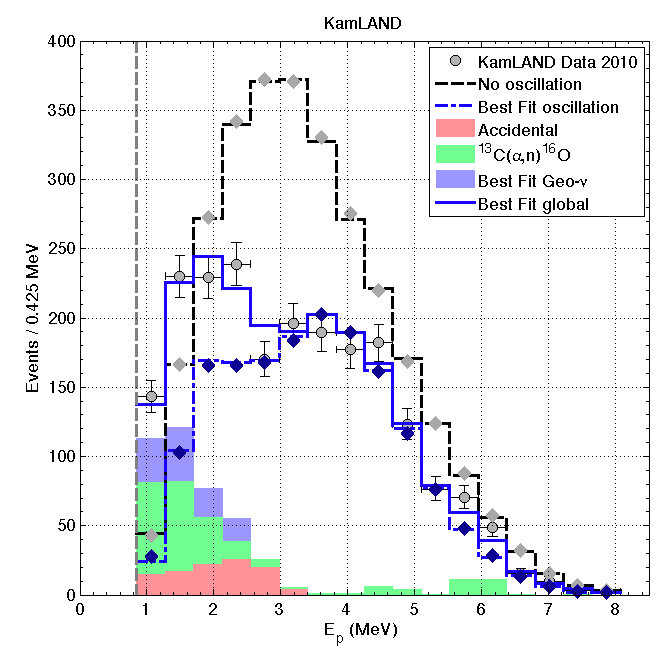 KamLAND
400
350
300
250
200
150
100
50
0
Events / 0.425 MeV
KamLAND Data 2010
No oscillation
Best Fit oscillation
Accidental
¹³C(α,n)¹⁶O
Best Fit Geo-ν
Best Fit global
0 1 2 3 4 5 6 7 8
E_p (MeV)